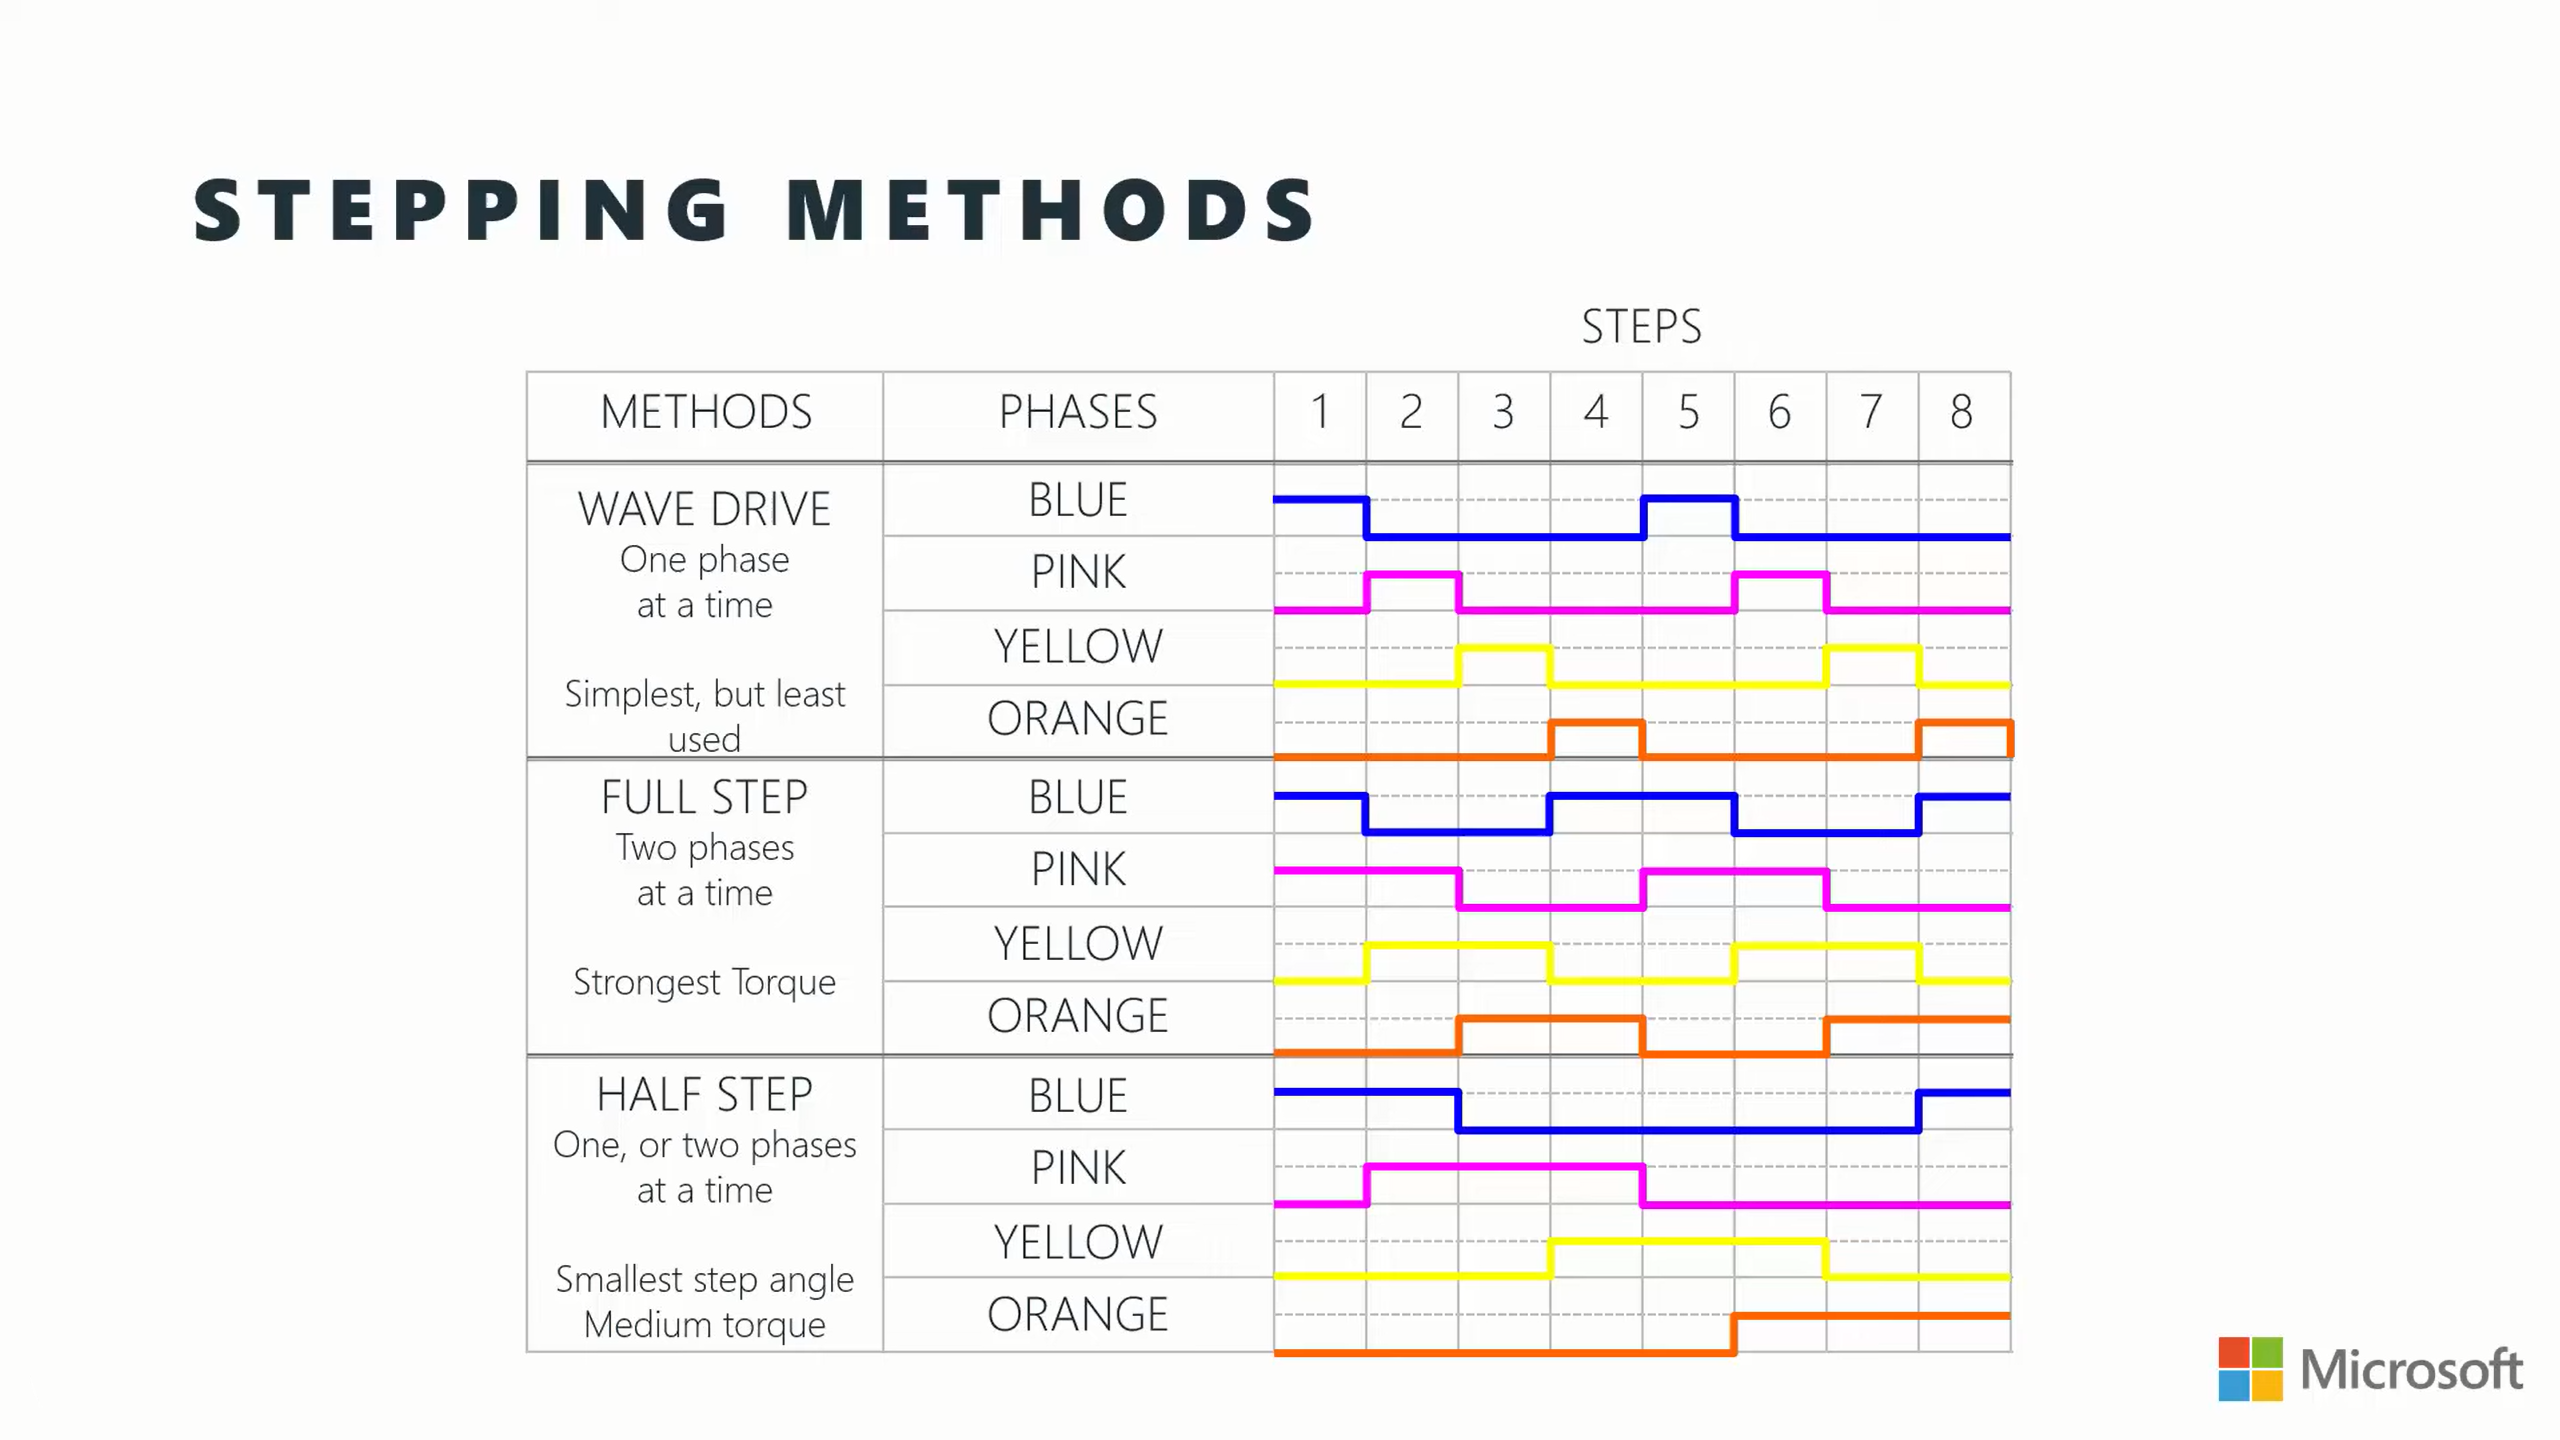 STEPPING METHODS
STEPS
METHODS PHASES 1 2 3 4 5 6 7 8
WAVE DRIVE
One phase
at a time
Simplest, but least
used
BLUE
PINK
YELLOW
ORANGE
FULL STEP
Two phases
at a time
Strongest Torque
BLUE
PINK
YELLOW
ORANGE
HALF STEP
One, or two phases
at a time
Smallest step angle
Medium torque
BLUE
PINK
YELLOW
ORANGE
Microsoft